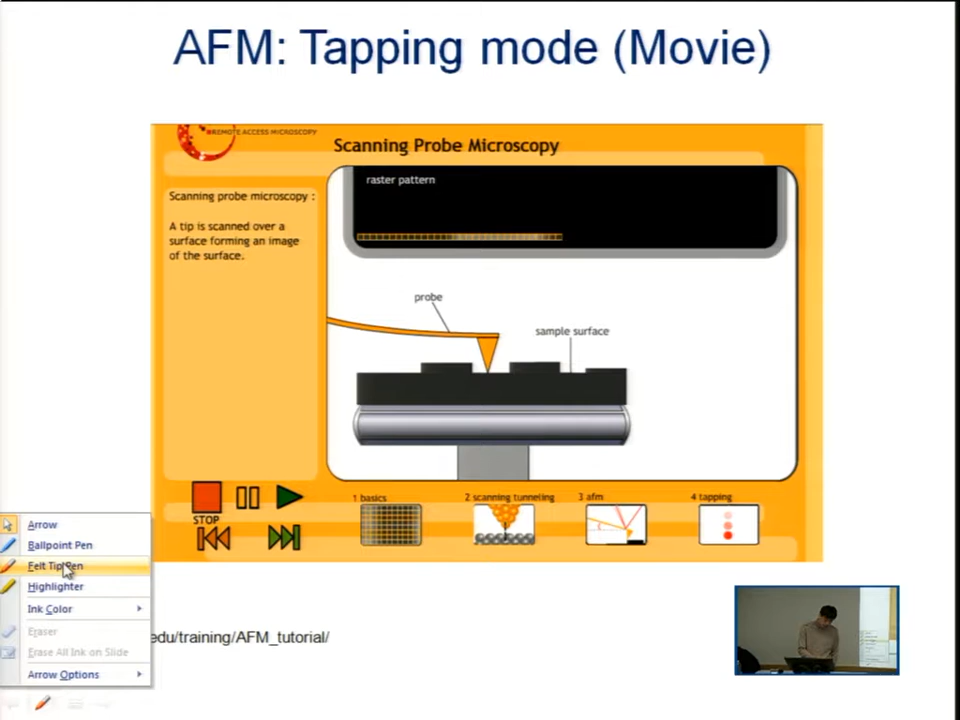 AFM: Tapping mode (Movie)
REMOTE ACCESS MICROSCOPY
Scanning Probe Microscopy
Scanning probe microscopy :
A tip is scanned over a
surface forming an image
of the surface.
raster pattern
probe
sample surface
STOP
1 basics
2 scanning tunneling
3 afm
4 tapping
Arrow
Ballpoint Pen
Felt Tip Pen
Highlighter
Ink Color
Eraser
Erase All Ink on Slide
Arrow Options
edu/training/AFM_tutorial/